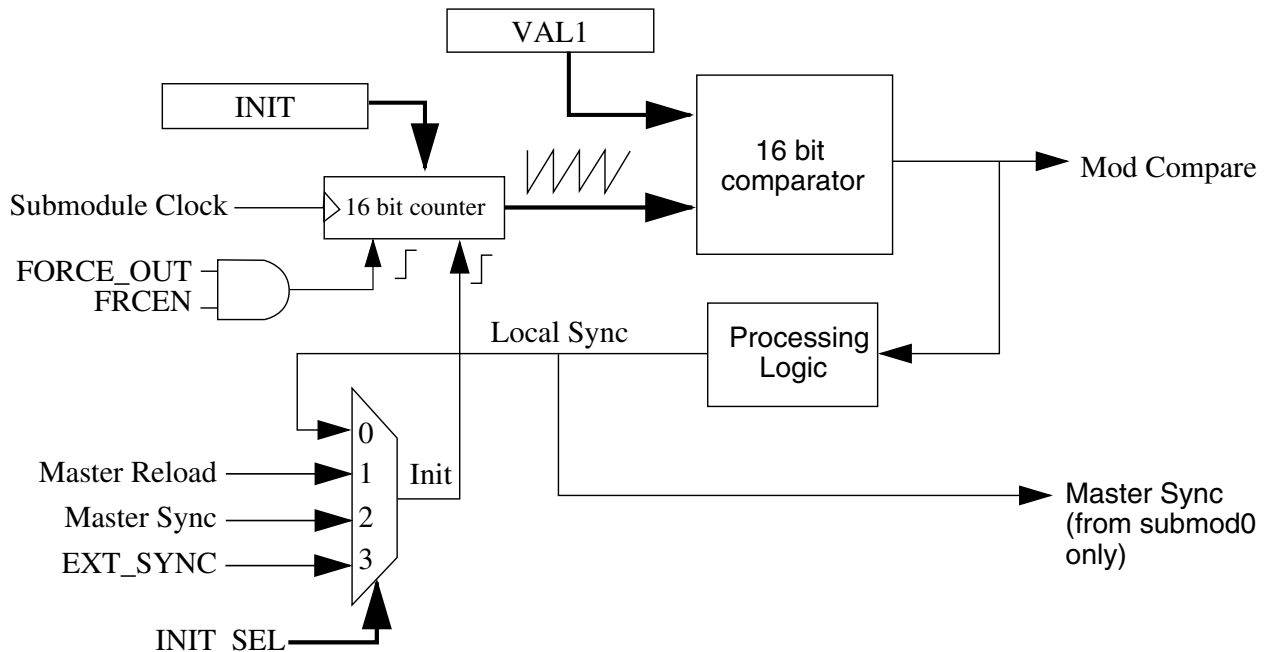 VAL1
INIT
16 bit
comparator
Mod Compare
Submodule Clock
16 bit counter
FORCE_OUT
FRCEN
Local Sync
Processing
Logic
0
Master Reload
1
Init
Master Sync
2
EXT_SYNC
3
Master Sync
(from submod0
only)
INIT_SEL